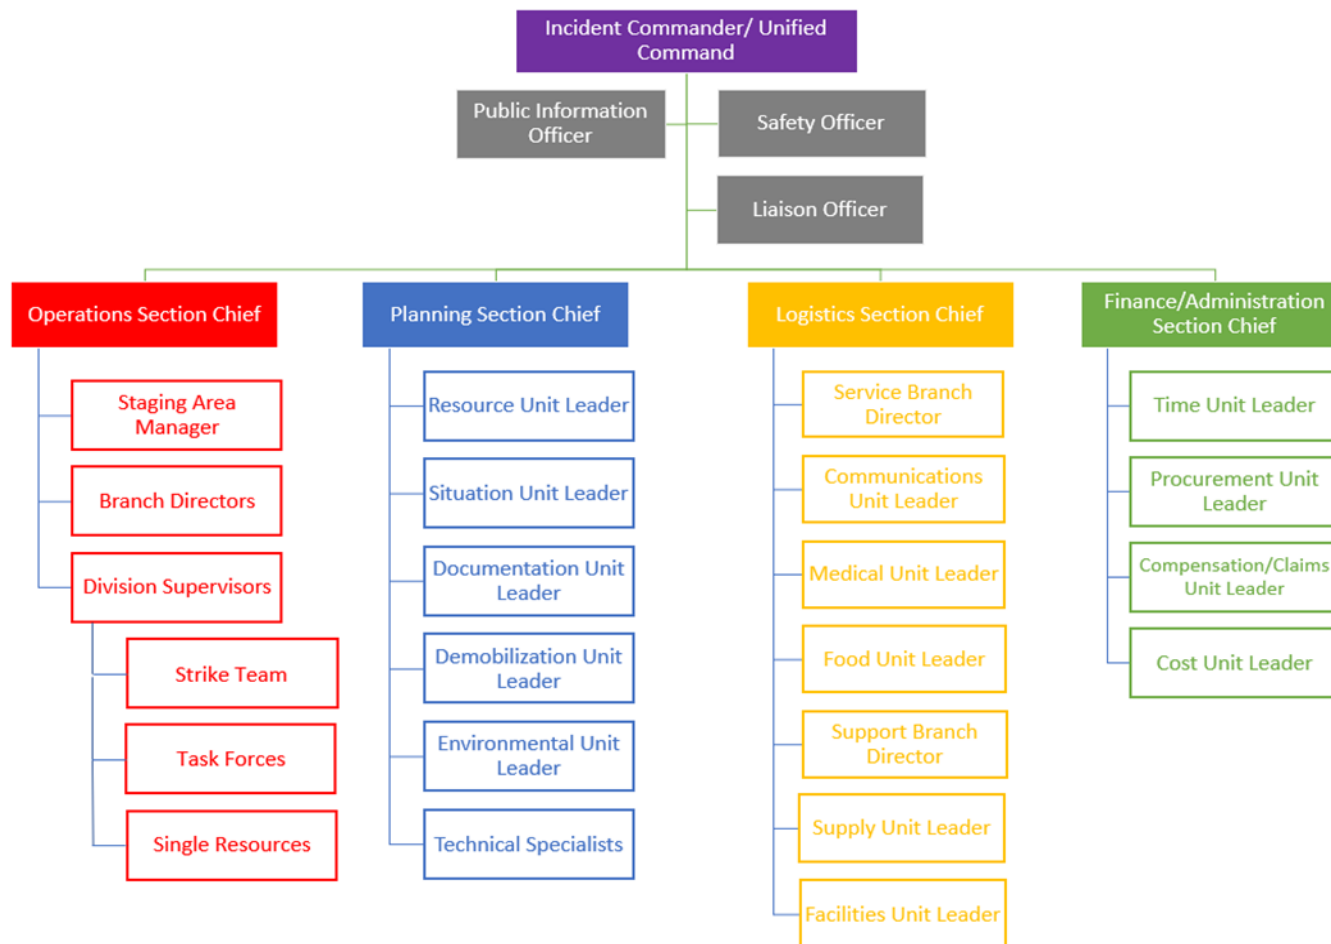 Incident Commander/ Unified
Command
Public Information
Officer
Safety Officer
Liaison Officer
Operations Section Chief
Staging Area
Manager
Branch Directors
Division Supervisors
Strike Team
Task Forces
Single Resources
Planning Section Chief
Resource Unit Leader
Situation Unit Leader
Documentation Unit
Leader
Demobilization Unit
Leader
Environmental Unit
Leader
Technical Specialists
Logistics Section Chief
Service Branch
Director
Communications
Unit Leader
Medical Unit Leader
Food Unit Leader
Support Branch
Director
Supply Unit Leader
Facilities Unit Leader
Finance/Administration
Section Chief
Time Unit Leader
Procurement Unit
Leader
Compensation/Claims
Unit Leader
Cost Unit Leader